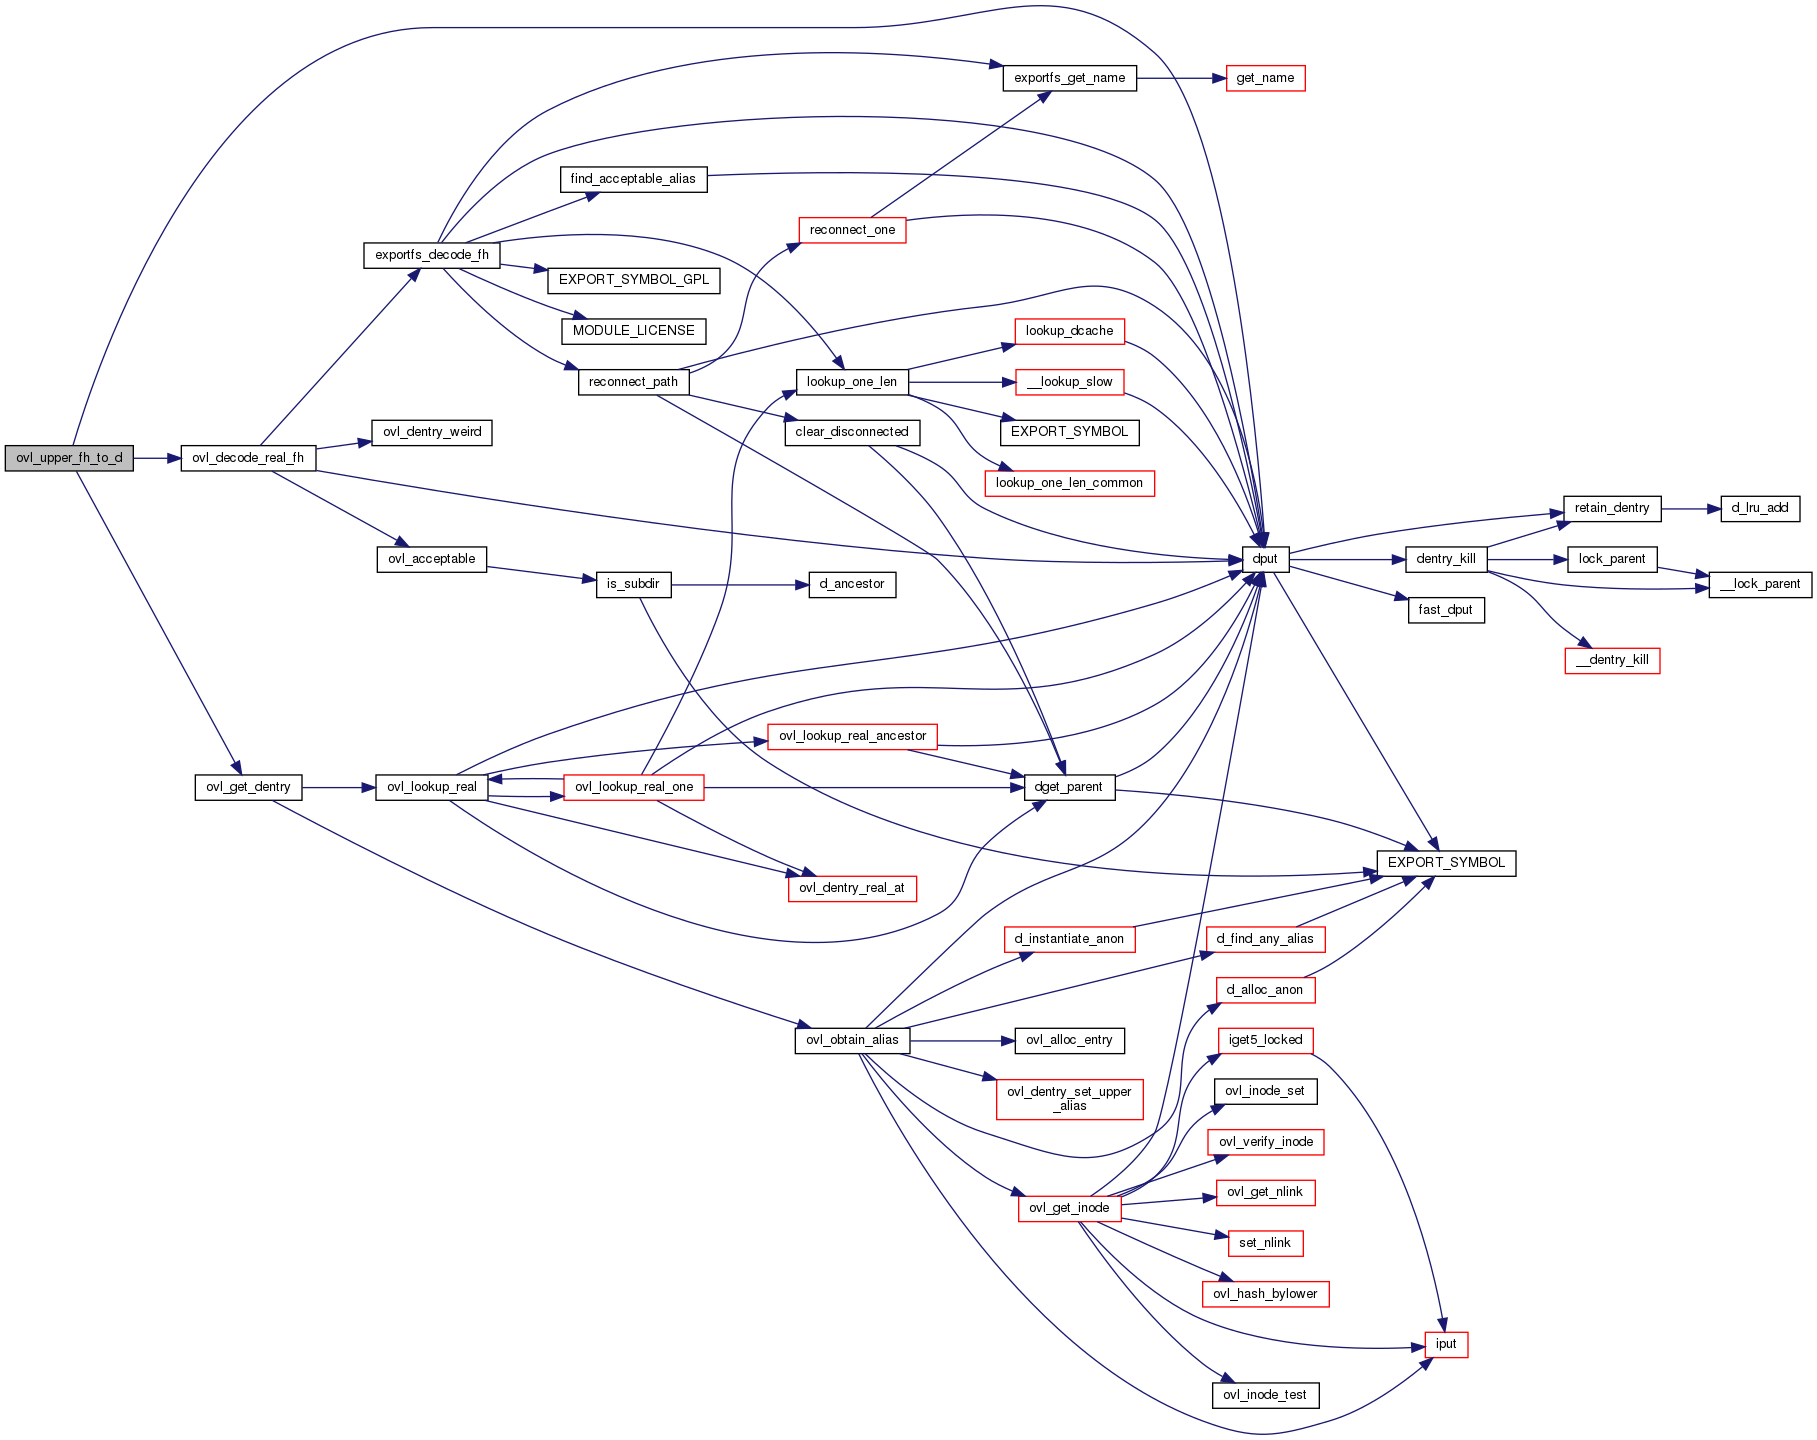 exportfs_get_name
get_name
find_acceptable_alias
reconnect_one
exportfs_decode_fh
EXPORT_SYMBOL_GPL
MODULE_LICENSE
lookup_dcache
reconnect_path
lookup_one_len
__lookup_slow
ovl_dentry_weird
clear_disconnected
EXPORT_SYMBOL
ovl_upper_fh_to_d
ovl_decode_real_fh
lookup_one_len_common
retain_dentry
d_lru_add
ovl_acceptable
dput
dentry_kill
lock_parent
is_subdir
d_ancestor
__lock_parent
fast_dput
__dentry_kill
ovl_lookup_real_ancestor
ovl_get_dentry
ovl_lookup_real
ovl_lookup_real_one
dget_parent
EXPORT_SYMBOL
ovl_dentry_real_at
d_instantiate_anon
d_find_any_alias
d_alloc_anon
ovl_obtain_alias
ovl_alloc_entry
iget5_locked
ovl_dentry_set_upper
_alias
ovl_inode_set
ovl_verify_inode
ovl_get_nlink
ovl_get_inode
set_nlink
ovl_hash_bylower
iput
ovl_inode_test